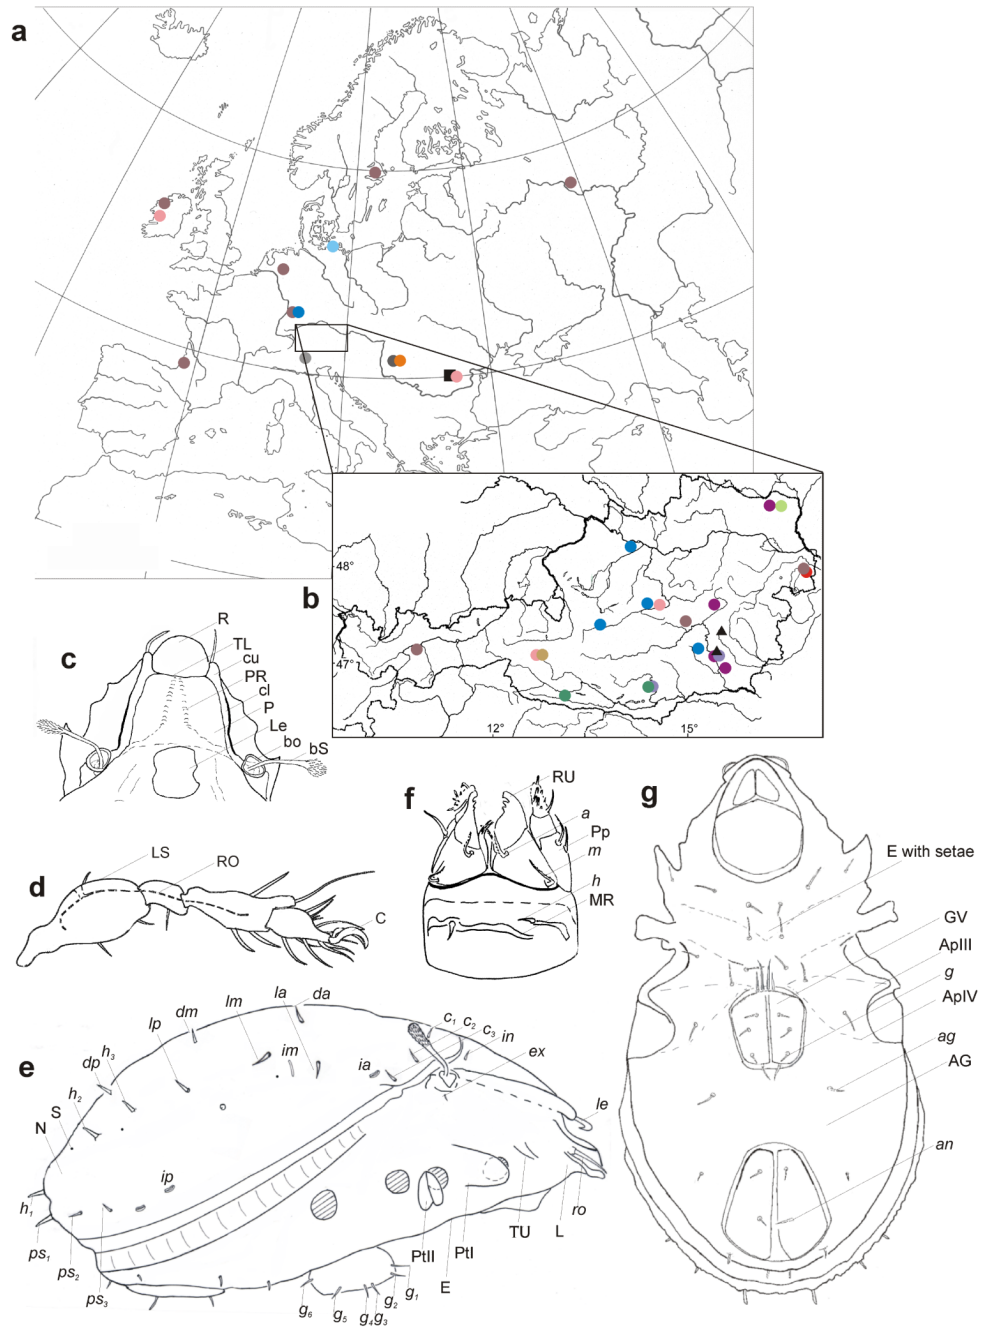 a
b
48°
47°
12°
15°
c
R
TL
cu
PR
cl
P
Le
bo
bS
d
LS
RO
C
f
RU
a
Pp
m
h
MR
g
E with setae
GV
ApIII
g
ApIV
ag
AG
an
e
lp
dm
lm
la
da
c1
c2
c3
in
ex
dp
h3
im
ia
h2
S
N
le
ip
h1
ps1
ps2
ps3
ro
L
TU
PtI
PtII
E
g6
g5
g4
g3
g2
g1